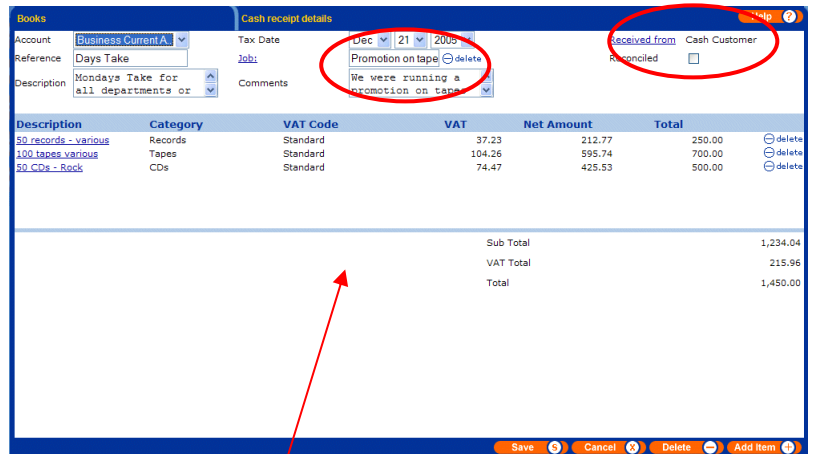 Books Cash receipt details Help ?
Account Business Current A.. Tax Date Dec 21 2005 Received from Cash Customer
Reference Days Take Job: Promotion on tape delete Reconciled
Description Mondays Take for all departments or Comments We were running a promotion on tapes
Description Category VAT Code VAT Net Amount Total
50 records - various Records Standard 37.23 212.77 250.00 delete
100 tapes various Tapes Standard 104.26 595.74 700.00 delete
50 CDs - Rock CDs Standard 74.47 425.53 500.00 delete
Sub Total 1,234.04
VAT Total 215.96
Total 1,450.00
Save S Cancel X Delete Add Item